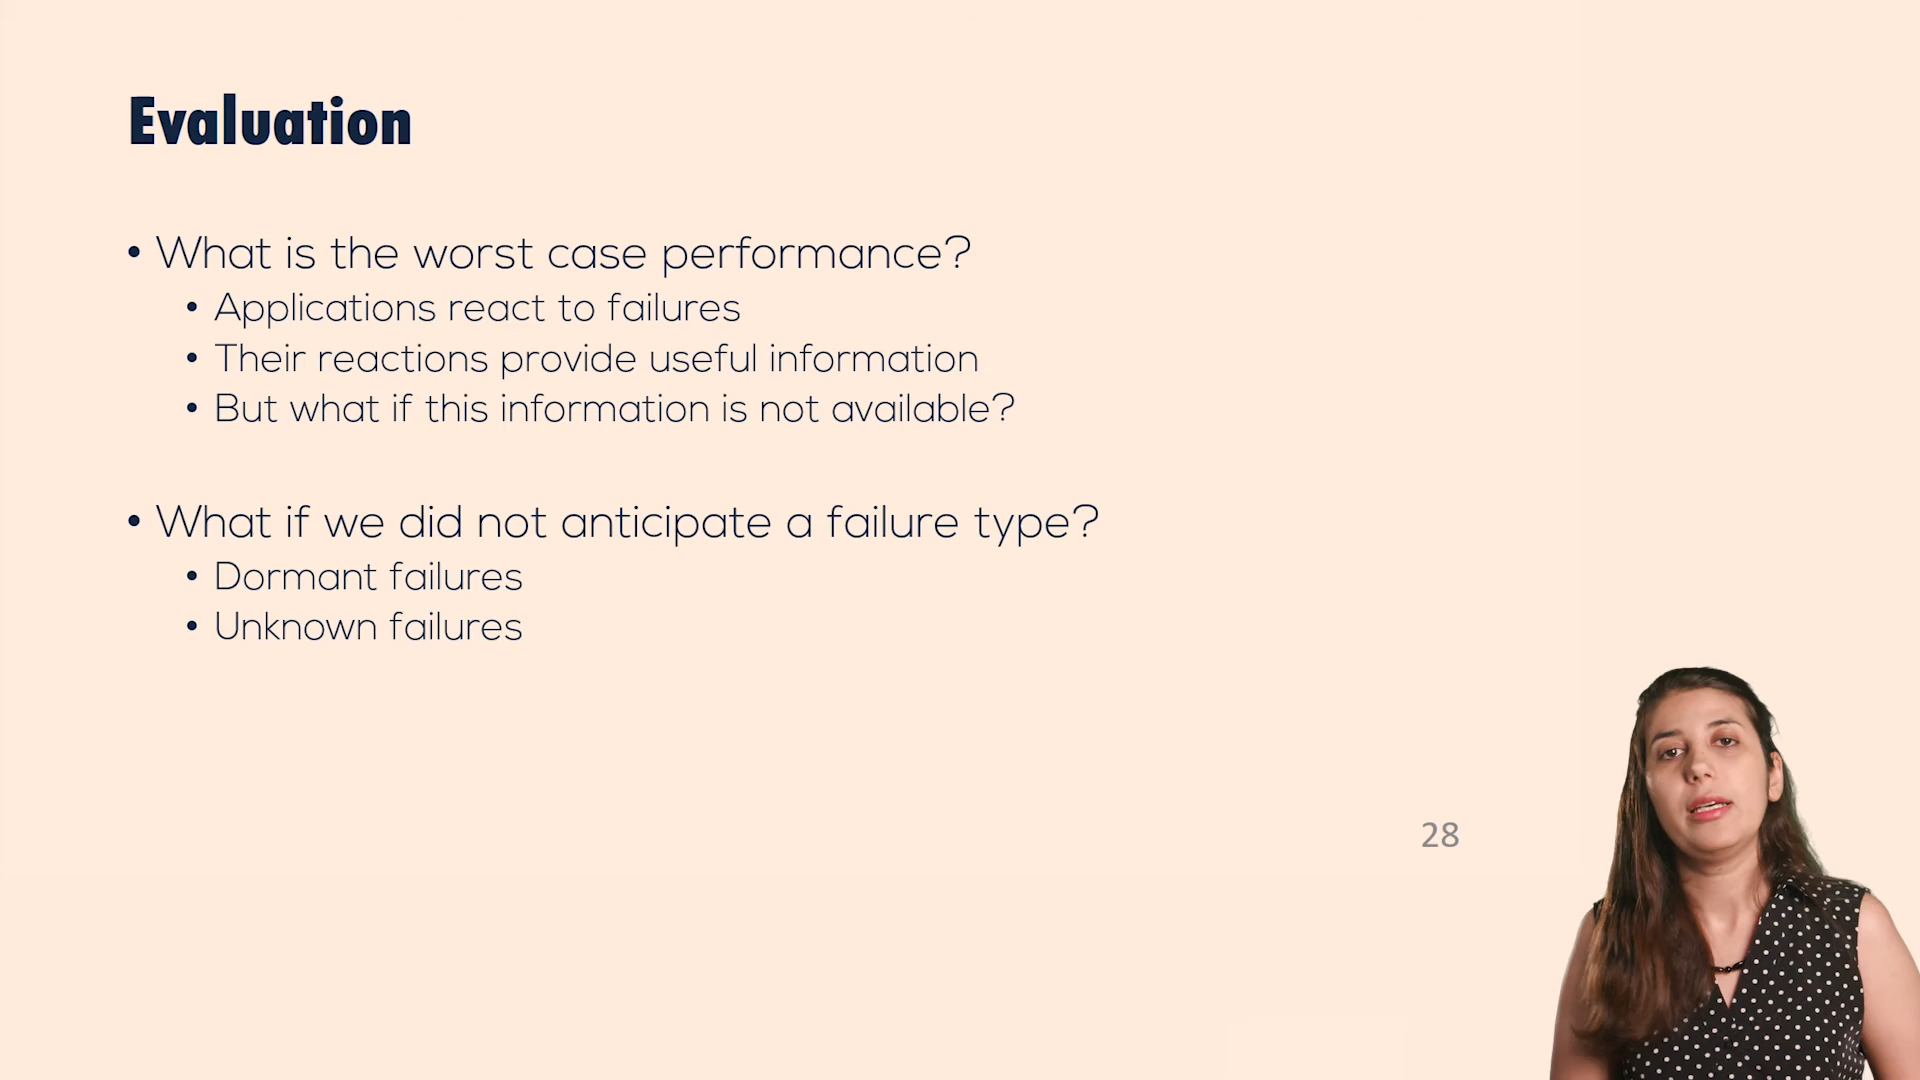 Evaluation
• What is the worst case performance?
• Applications react to failures
• Their reactions provide useful information
• But what if this information is not available?
• What if we did not anticipate a failure type?
• Dormant failures
• Unknown failures
28